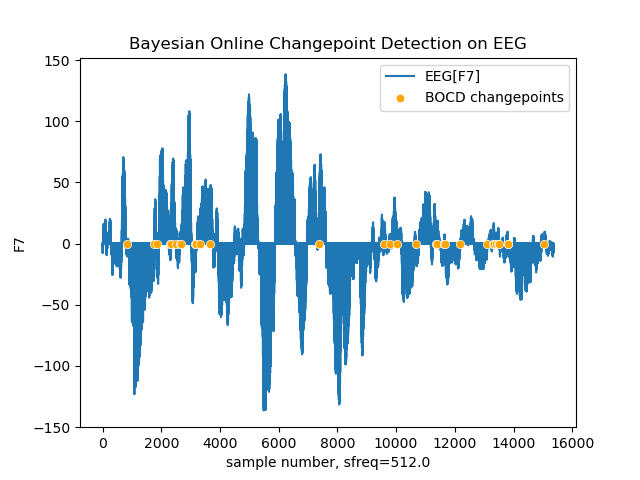 Bayesian Online Changepoint Detection on EEG
EEG[F7]
BOCD changepoints
150
100
50
0
−50
−100
−150
F7
0 2000 4000 6000 8000 10000 12000 14000 16000
sample number, sfreq=512.0